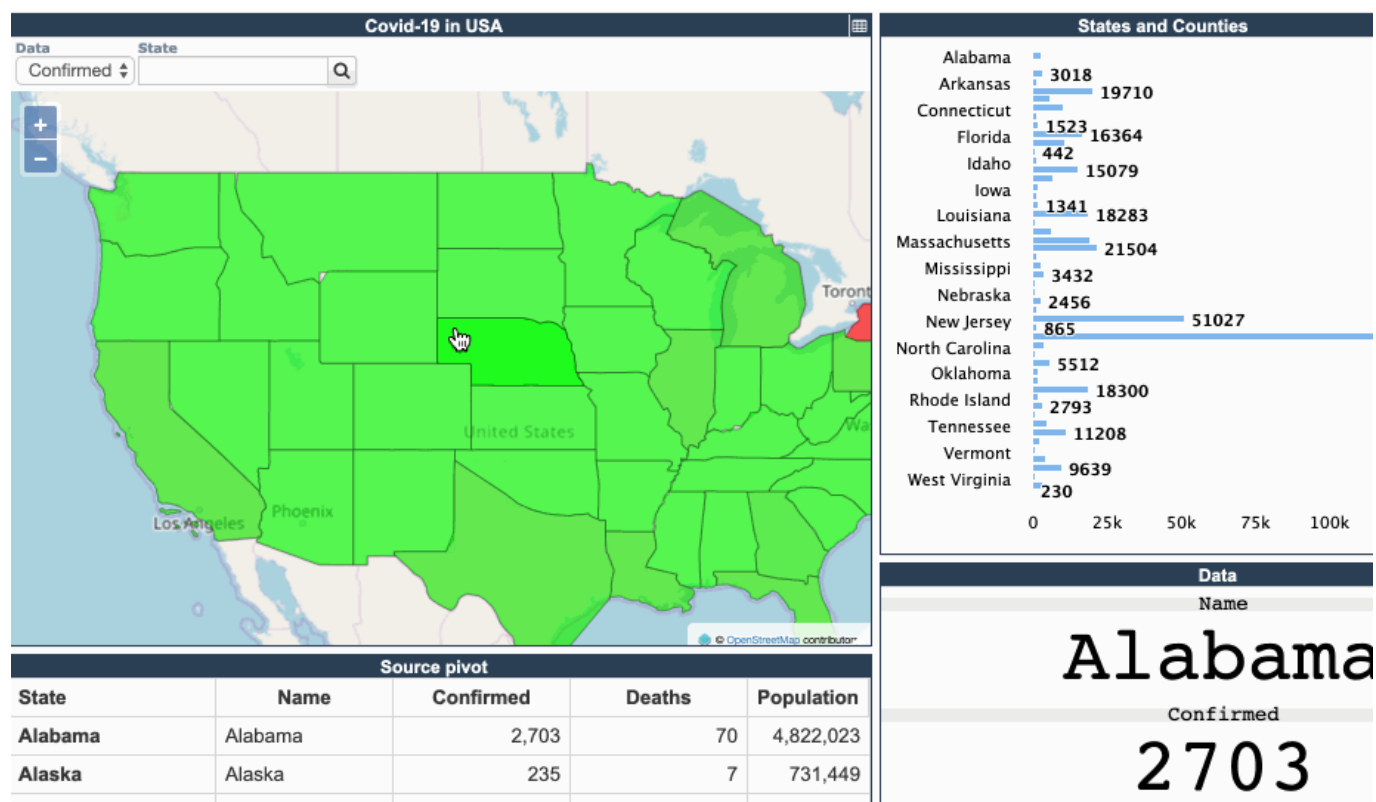 Covid-19 in USA
Data State
Confirmed
+
−
Toront
Wa
United States
Phoenix
Los Angeles
© OpenStreetMap contributor
Source pivot
State Name Confirmed Deaths Population
Alabama Alabama 2,703 70 4,822,023
Alaska Alaska 235 7 731,449
States and Counties
Alabama
3018
Arkansas
19710
Connecticut
1523
Florida 16364
442
Idaho
15079
Iowa
1341
Louisiana 18283
Massachusetts
21504
Mississippi
3432
Nebraska
2456
New Jersey 51027
865
North Carolina
5512
Oklahoma
18300
Rhode Island
2793
Tennessee
11208
Vermont
9639
West Virginia
230
0 25k 50k 75k 100k
Data
Name
Alabama
Confirmed
2703